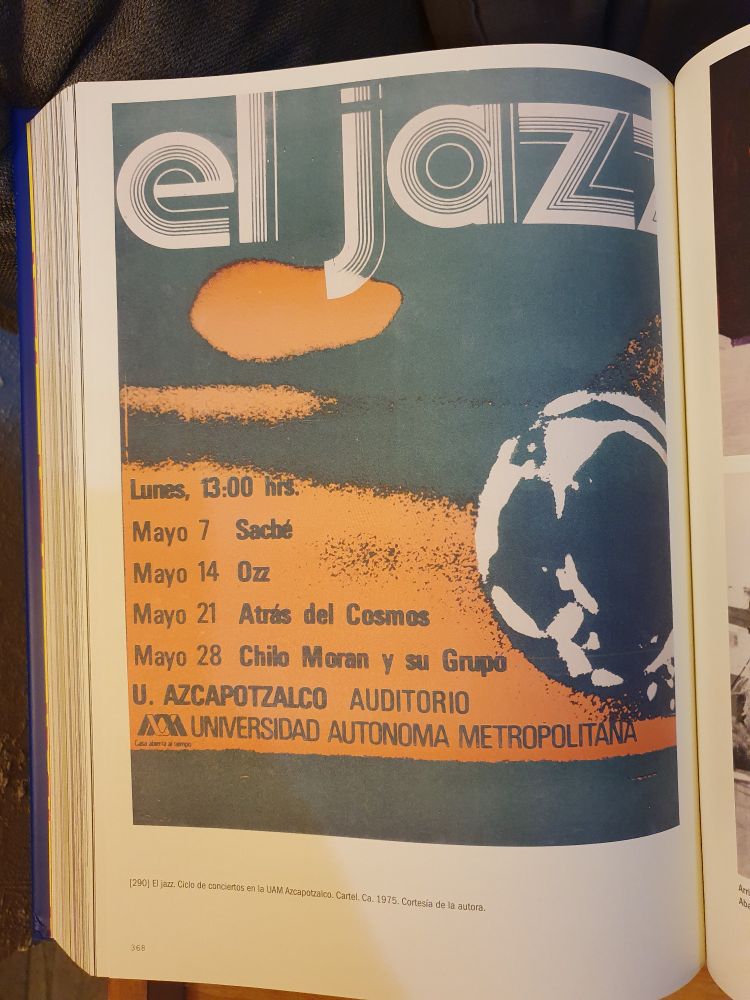 el jazz
Lunes, 13:00 hrs.
Mayo 7 Sacbé
Mayo 14 Ozz
Mayo 21 Atrás del Cosmos
Mayo 28 Chilo Moran y su Grupo
U. AZCAPOTZALCO AUDITORIO
UNIVERSIDAD AUTONOMA METROPOLITANA
Casa abierta al tiempo
[290] El jazz. Ciclo de conciertos en la UAM Azcapotzalco. Cartel. Ca. 1975. Cortesía de la autora.
368